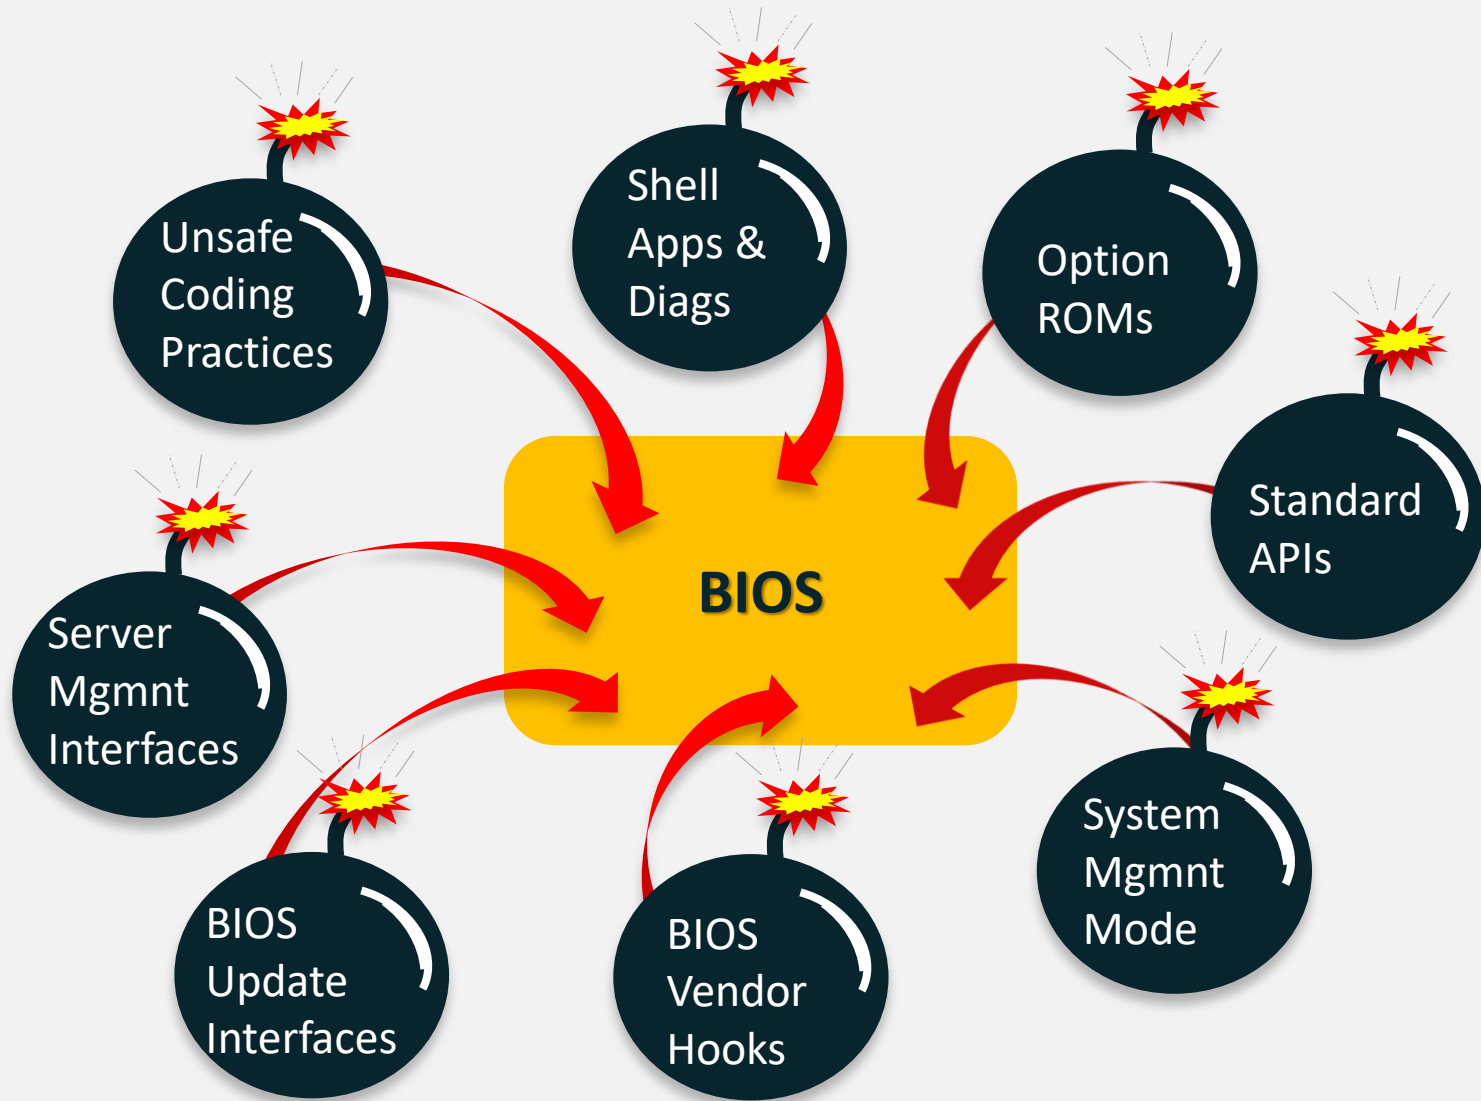 Shell
Apps &
Diags
Unsafe
Coding
Practices
Option
ROMs
Standard
APIs
BIOS
Server
Mgmnt
Interfaces
System
Mgmnt
Mode
BIOS
Update
Interfaces
BIOS
Vendor
Hooks